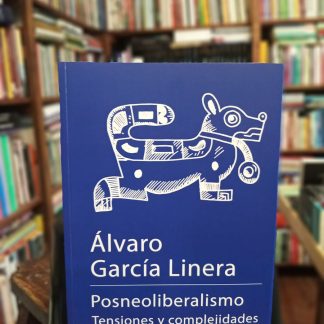 Álvaro
García Linera
Posneoliberalismo
Tensiones y complejidades